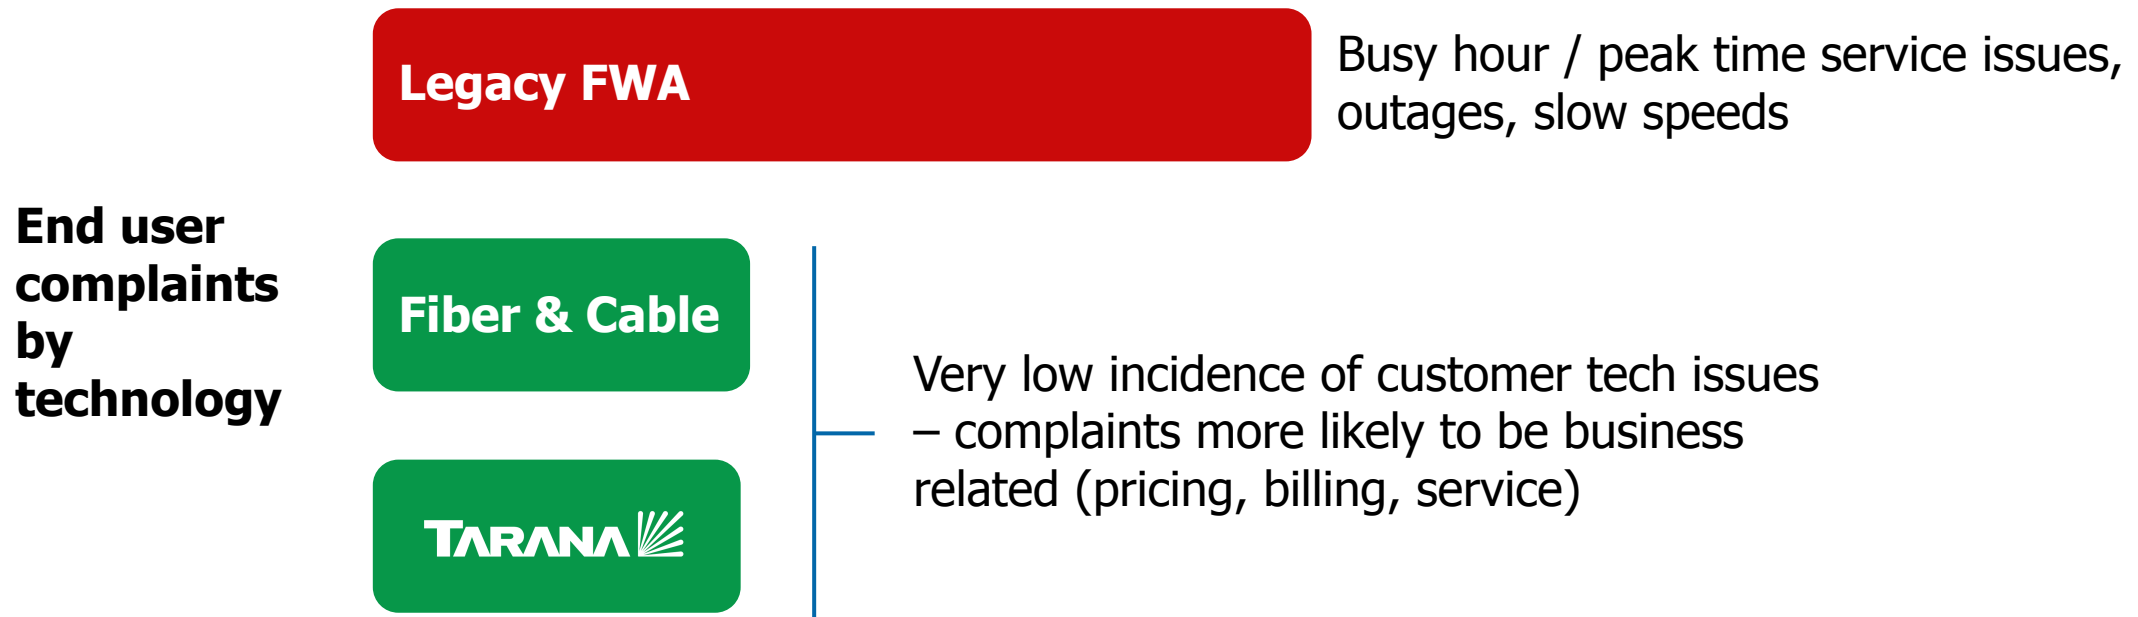 Legacy FWA
Busy hour / peak time service issues,
outages, slow speeds
End user
complaints
by
technology
Fiber & Cable
Very low incidence of customer tech issues
– complaints more likely to be business
related (pricing, billing, service)
TARANA